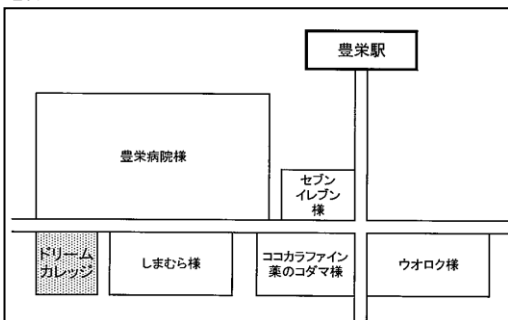 豊栄駅
豊栄病院様
セブン
イレブン
様
ドリーム
カレッジ
しまむら様
ココカラファイン
薬のコダマ様
ウオロク様